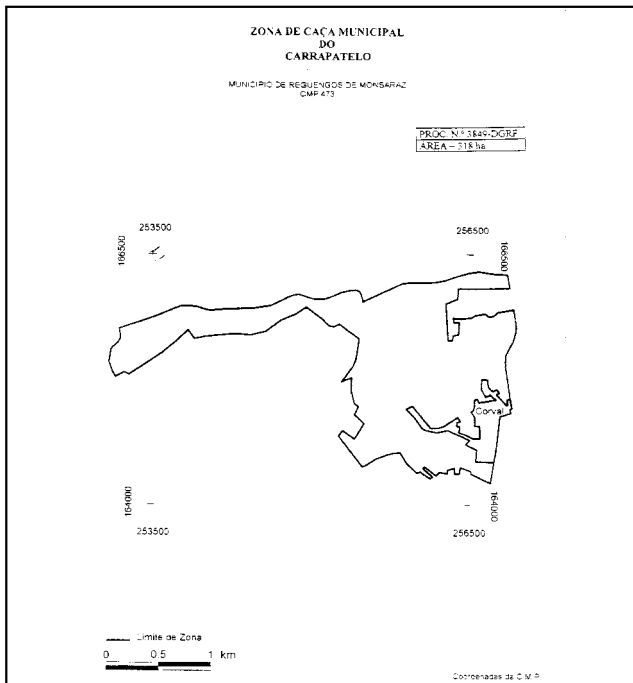 ZONA DE CAÇA MUNICIPAL
DO
CARRAPATELO
MUNICIPIO DE REGUENGOS DE MONSARAZ
CMP 473
PROC. N.º 3849-DGRF
ÁREA – 318 ha
253500
256500
166500
166500
Corval
164000
164000
253500
256500
Limite de Zona
0 0.5 1 km
Coordenadas da C.M.P.